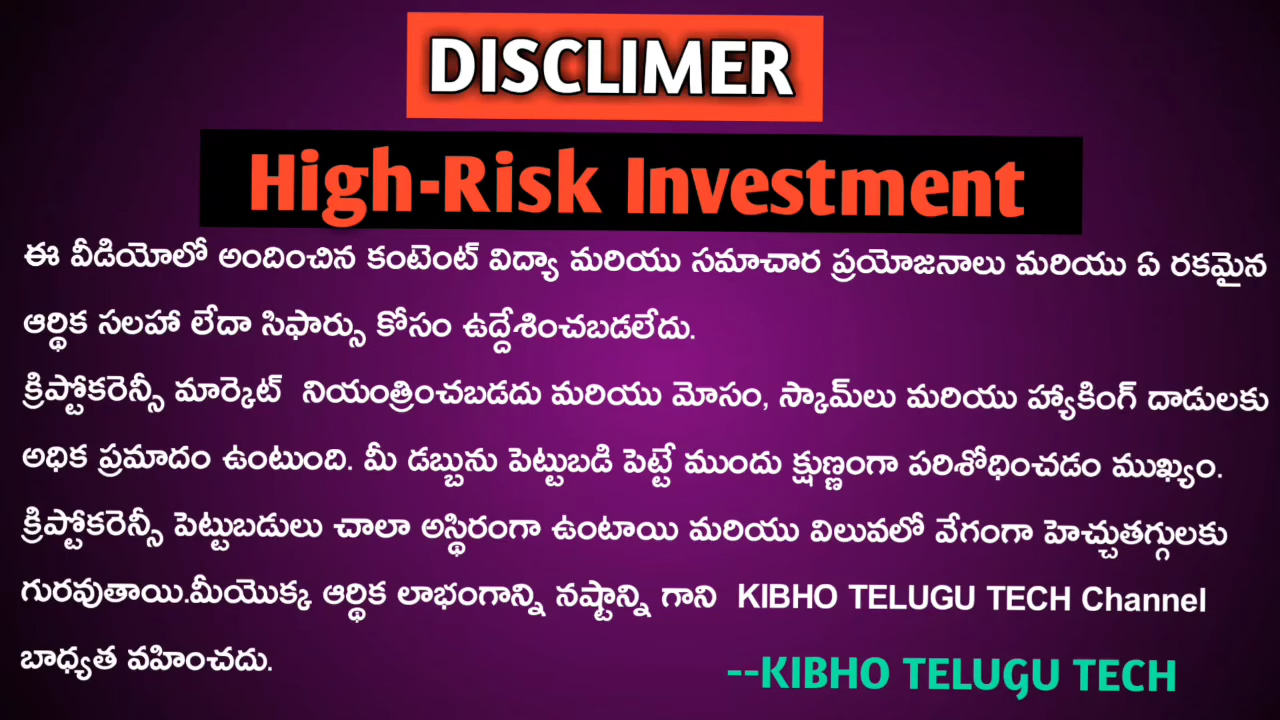 DISCLIMER
High-Risk Investment
ఈ వీడియోలో అందించిన కంటెంట్ విద్యా మరియు సమాచార ప్రయోజనాలు మరియు ఏ రకమైన
ఆర్థిక సలహా లేదా సిఫార్సు కోసం ఉద్దేశించబడలేదు.
క్రిప్టోకరెన్సీ మార్కెట్ నియంత్రించబడదు మరియు మోసం, స్కామ్‌లు మరియు హ్యాకింగ్ దాడులకు
అధిక ప్రమాదం ఉంటుంది. మీ డబ్బును పెట్టుబడి పెట్టే ముందు క్షుణ్ణంగా పరిశోధించడం ముఖ్యం.
క్రిప్టోకరెన్సీ పెట్టుబడులు చాలా అస్థిరంగా ఉంటాయి మరియు విలువలో వేగంగా హెచ్చుతగ్గులకు
గురవుతాయి.మీయొక్క ఆర్థిక లాభంగాన్ని నష్టాన్ని గాని KIBHO TELUGU TECH Channel
బాధ్యత వహించదు.
--KIBHO TELUGU TECH